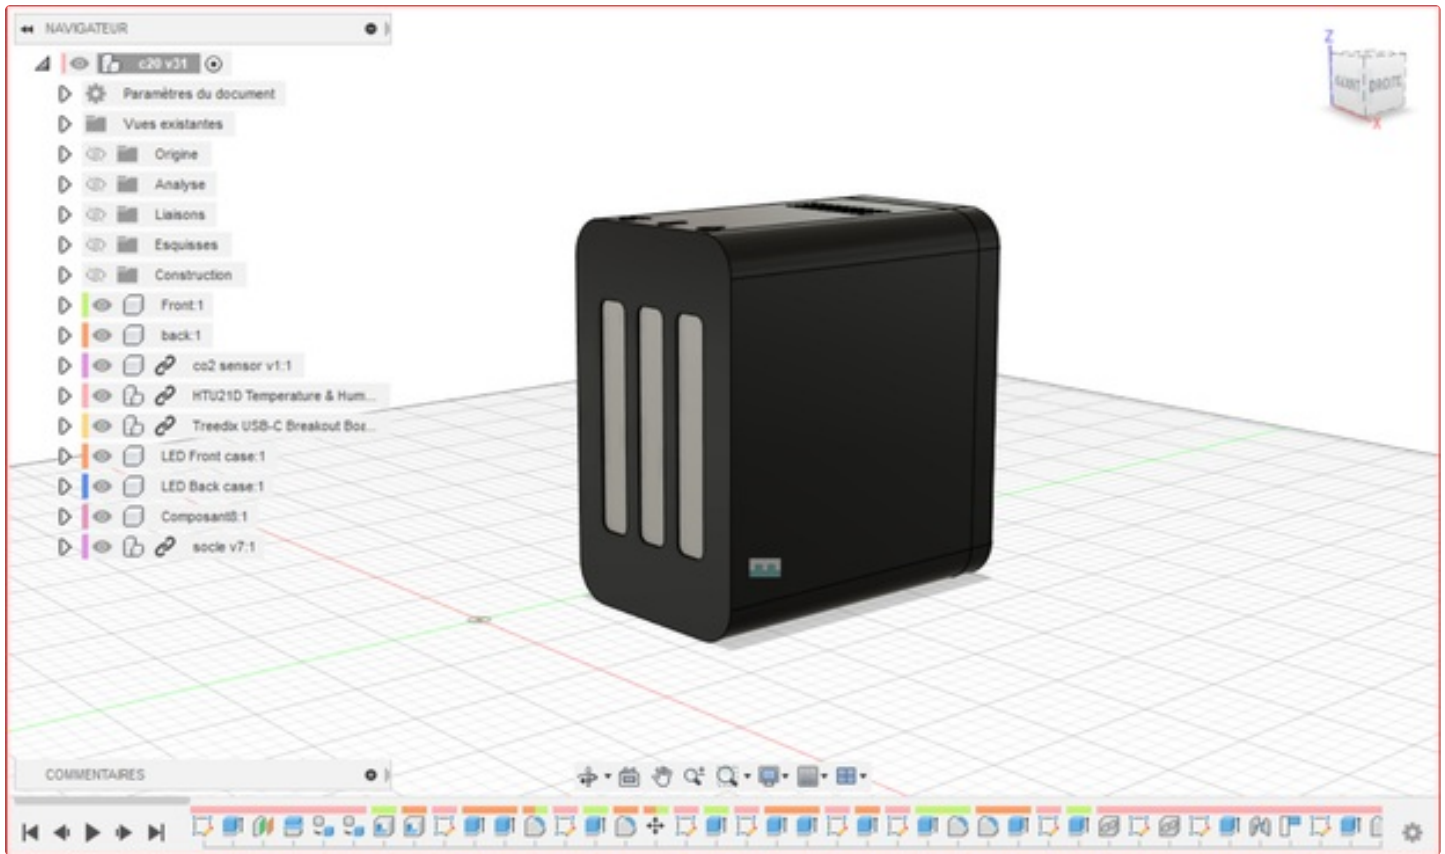 NAVIGATEUR
c20 v31
Paramètres du document
Vues existantes
Origine
Analyse
Liaisons
Esquisses
Construction
Front:1
back:1
co2 sensor v1:1
HTU21D Temperature & Hum...
Treedix USB-C Breakout Boa...
LED Front case:1
LED Back case:1
Composant8:1
socle v7:1
Z
AVANT DROITE
X
COMMENTAIRES